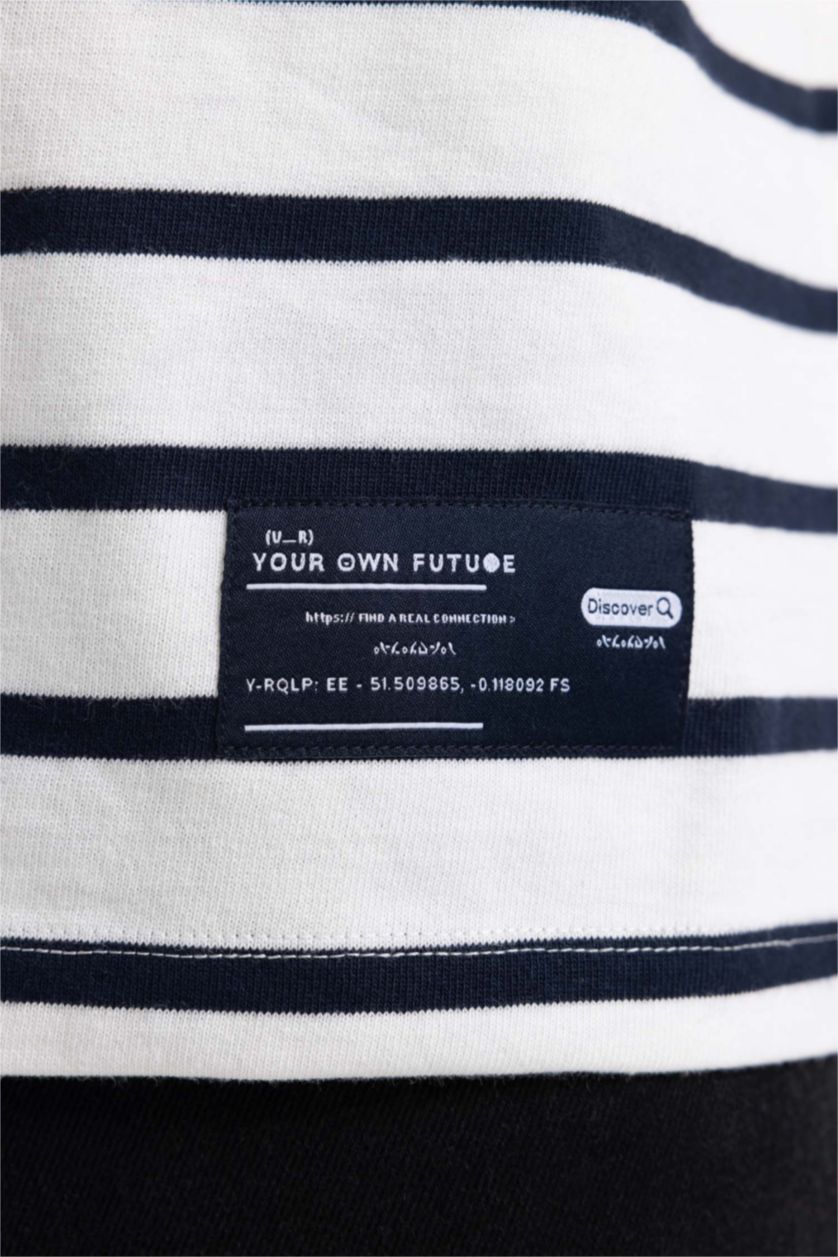 (U_R)
YOUR OWN FUTU●E
https:// FIND A REAL CONNECTION >
Discover
Y-RQLP: EE - 51.509865, -0.118092 FS